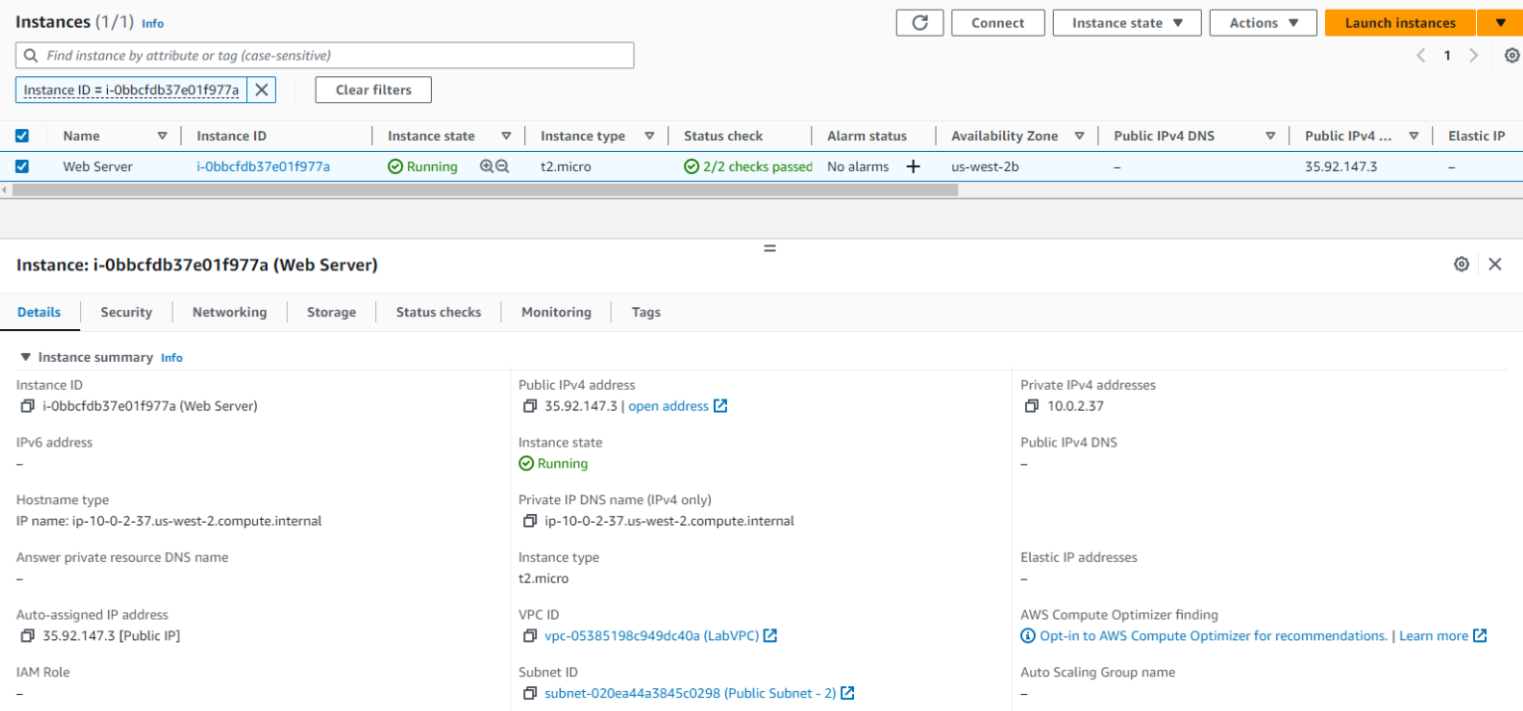 Instances (1/1) Info
Connect Instance state Actions Launch instances
Find instance by attribute or tag (case-sensitive)
1
Instance ID = i-0bbcfdb37e01f977a Clear filters
Name Instance ID Instance state Instance type Status check Alarm status Availability Zone Public IPv4 DNS Public IPv4 ... Elastic IP
Web Server i-0bbcfdb37e01f977a Running t2.micro 2/2 checks passed No alarms + us-west-2b – 35.92.147.3 –
Instance: i-0bbcfdb37e01f977a (Web Server)
Details Security Networking Storage Status checks Monitoring Tags
Instance summary Info
Instance ID Public IPv4 address Private IPv4 addresses
i-0bbcfdb37e01f977a (Web Server) 35.92.147.3 | open address 10.0.2.37
IPv6 address Instance state Public IPv4 DNS
– Running –
Hostname type Private IP DNS name (IPv4 only)
IP name: ip-10-0-2-37.us-west-2.compute.internal ip-10-0-2-37.us-west-2.compute.internal
Answer private resource DNS name Instance type Elastic IP addresses
– t2.micro –
Auto-assigned IP address VPC ID AWS Compute Optimizer finding
35.92.147.3 [Public IP] vpc-05385198c949dc40a (LabVPC) Opt-in to AWS Compute Optimizer for recommendations. | Learn more
IAM Role Subnet ID Auto Scaling Group name
– subnet-020ea44a3845c0298 (Public Subnet - 2) –